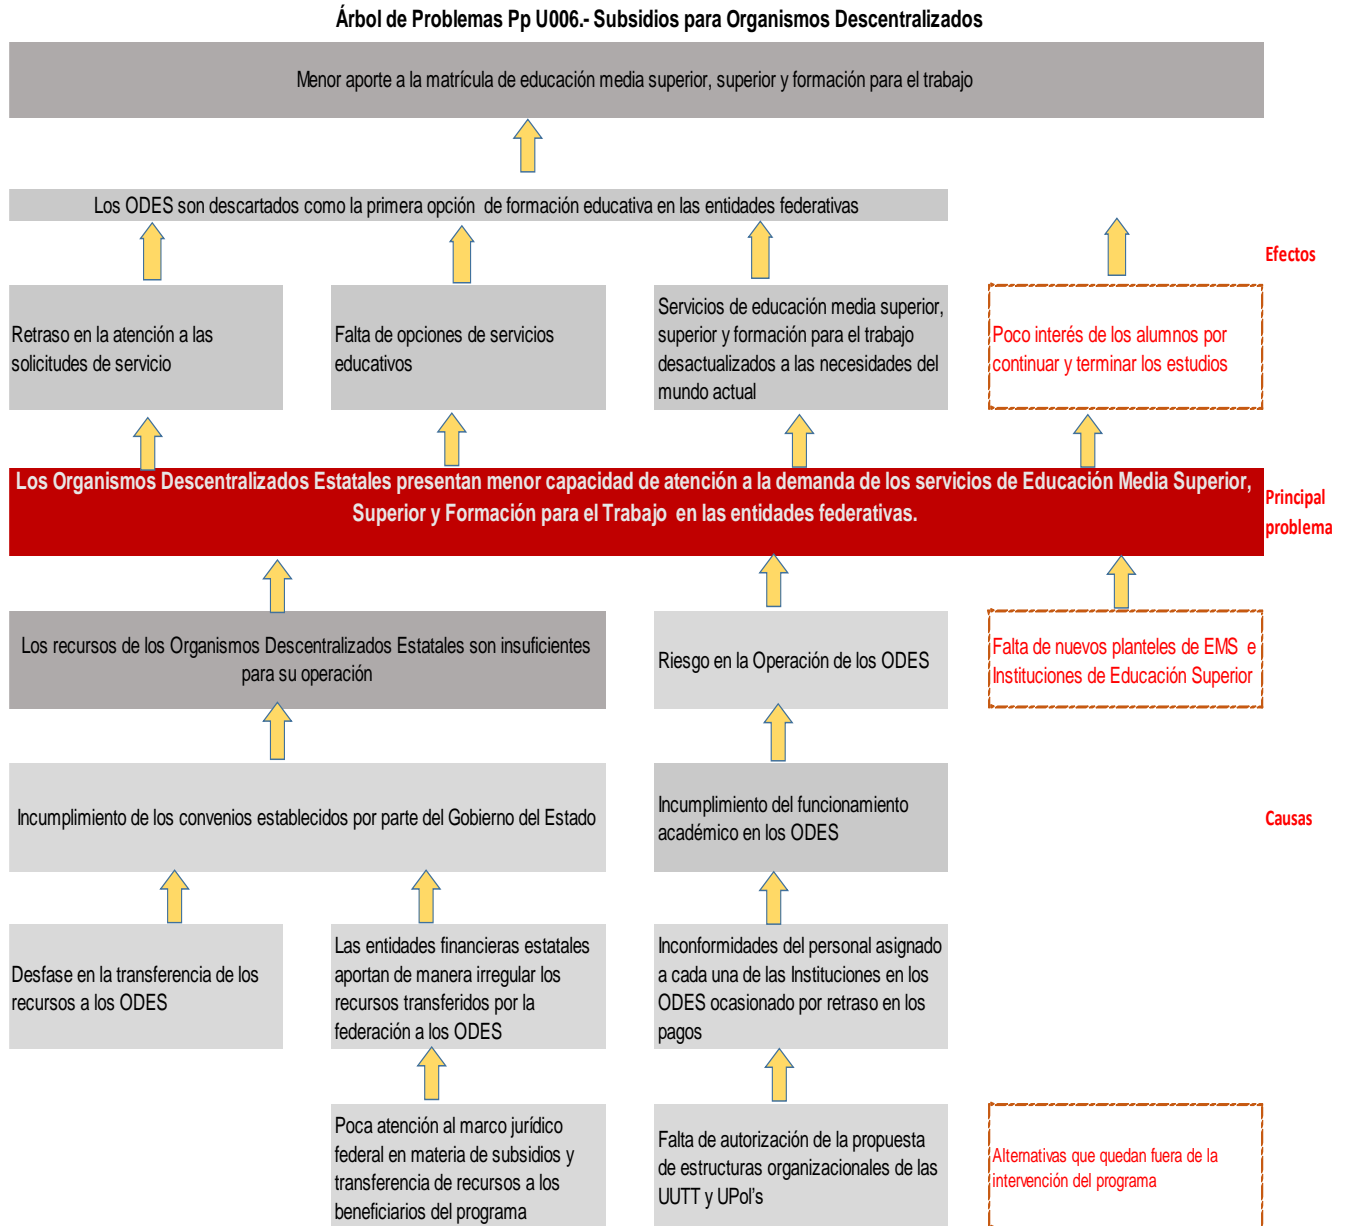 Árbol de Problemas Pp U006.- Subsidios para Organismos Descentralizados
Menor aporte a la matrícula de educación media superior, superior y formación para el trabajo
Los ODES son descartados como la primera opción de formación educativa en las entidades federativas
Efectos
Retraso en la atención a las
solicitudes de servicio
Falta de opciones de servicios
educativos
Servicios de educación media superior,
superior y formación para el trabajo
desactualizados a las necesidades del
mundo actual
Poco interés de los alumnos por
continuar y terminar los estudios
Los Organismos Descentralizados Estatales presentan menor capacidad de atención a la demanda de los servicios de Educación Media Superior,
Superior y Formación para el Trabajo en las entidades federativas.
Principal
problema
Los recursos de los Organismos Descentralizados Estatales son insuficientes
para su operación
Riesgo en la Operación de los ODES
Falta de nuevos planteles de EMS e
Instituciones de Educación Superior
Incumplimiento de los convenios establecidos por parte del Gobierno del Estado
Incumplimiento del funcionamiento
académico en los ODES
Causas
Desfase en la transferencia de los
recursos a los ODES
Las entidades financieras estatales
aportan de manera irregular los
recursos transferidos por la
federación a los ODES
Inconformidades del personal asignado
a cada una de las Instituciones en los
ODES ocasionado por retraso en los
pagos
Poca atención al marco jurídico
federal en materia de subsidios y
transferencia de recursos a los
beneficiarios del programa
Falta de autorización de la propuesta
de estructuras organizacionales de las
UUTT y UPol's
Alternativas que quedan fuera de la
intervención del programa